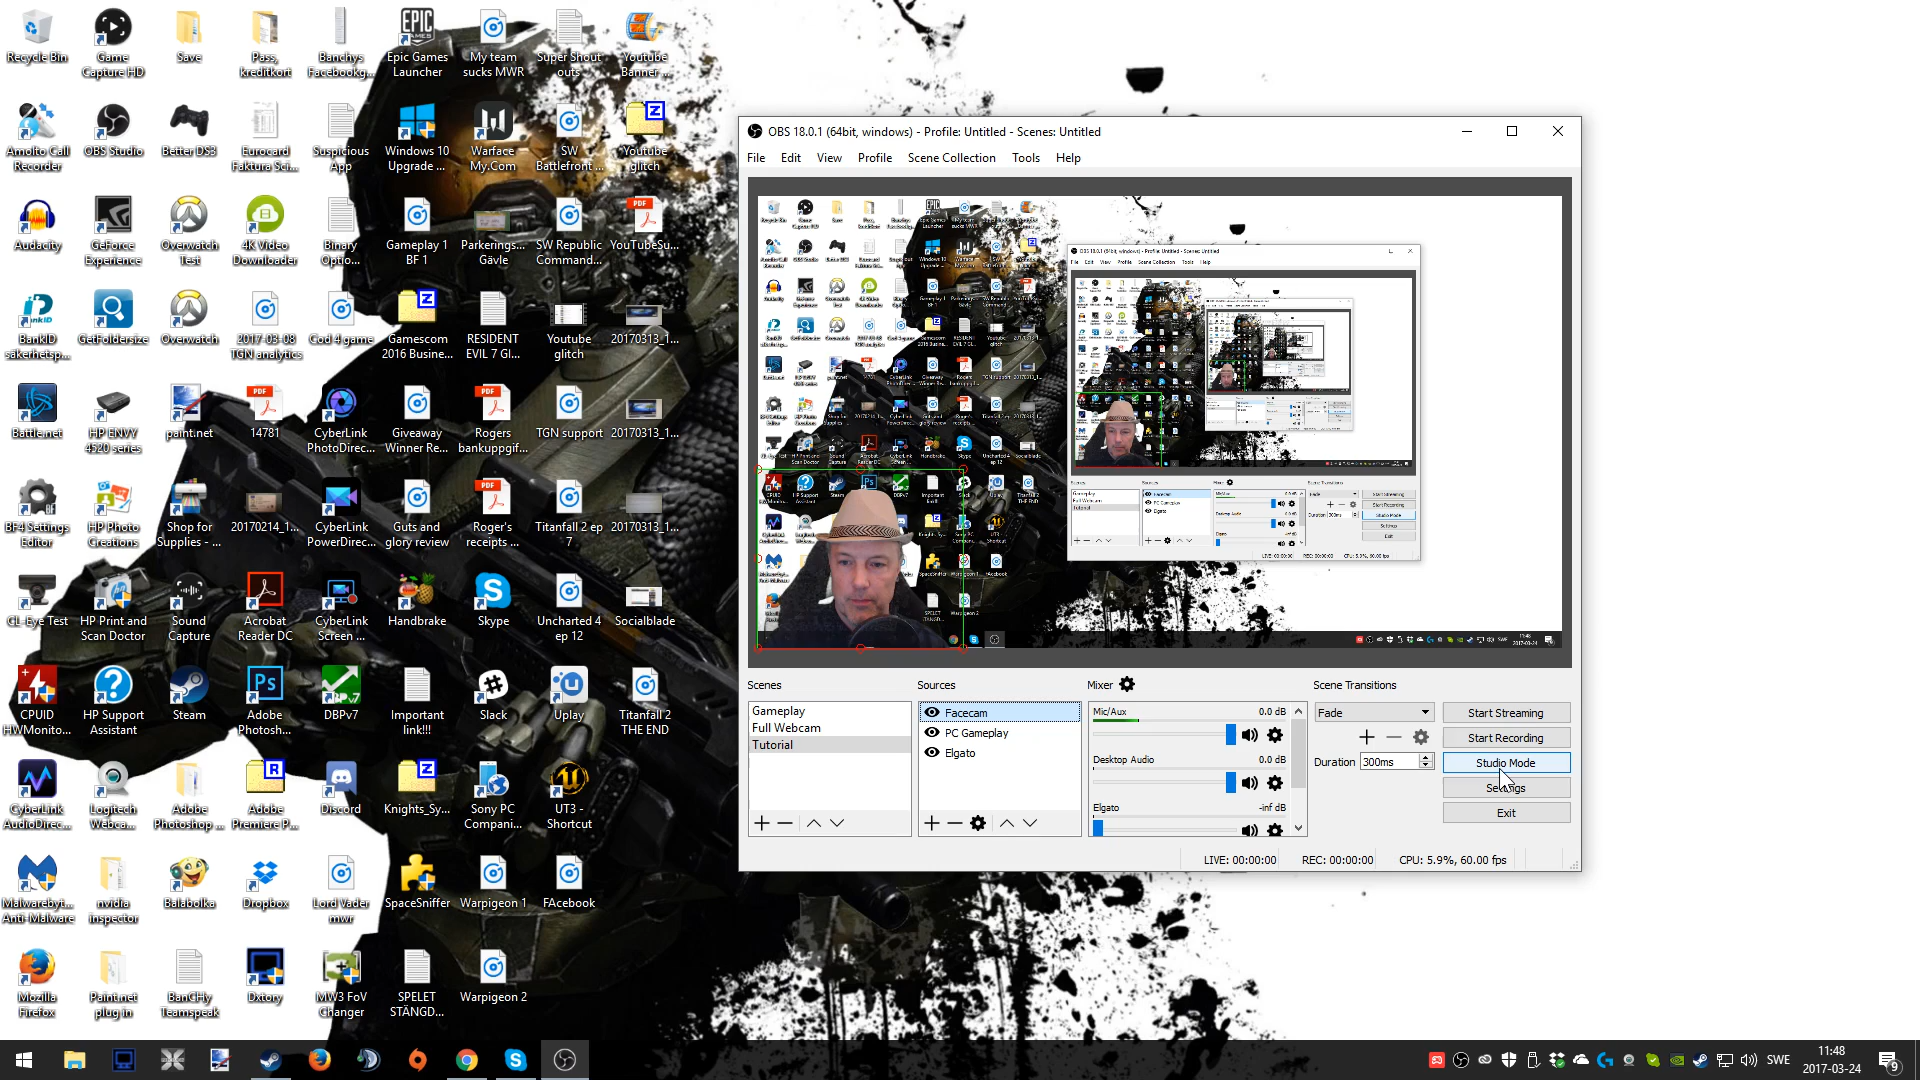 Recycle Bin
Game
Capture HD
Save
Pass,
kreditkort
Banchys
Facebookg...
Epic Games
Launcher
My team
sucks MWR
Super Shout
outs
Youtube
Banner ...
Amolto Call
Recorder
OBS Studio
Better DS3
Eurocard
Faktura Sci...
Suspicious
App
Windows 10
Upgrade ...
Warface
My.Com
SW
Battlefront ...
Youtube
glitch
Audacity
GeForce
Experience
Overwatch
Test
4K Video
Downloader
Binary
Optio...
Gameplay 1
BF 1
Parkerings...
Gävle
SW Republic
Command...
YouTubeSu...
BankID
säkerhetsp...
GetFoldersize
Overwatch
2017-03-08
TGN analytics
Cod 4 game
Gamescom
2016 Busine...
RESIDENT
EVIL 7 Gl...
Youtube
glitch
20170313_1...
Battle.net
HP ENVY
4520 series
paint.net
14781
CyberLink
PhotoDirec...
Giveaway
Winner Re...
Rogers
bankuppgif...
TGN support
20170313_1...
BF4 Settings
Editor
HP Photo
Creations
Shop for
Supplies - ...
20170214_1...
CyberLink
PowerDirec...
Guts and
glory review
Roger's
receipts ...
Titanfall 2 ep
7
20170313_1...
CL-Eye Test
HP Print and
Scan Doctor
Sound
Capture
Acrobat
Reader DC
CyberLink
Screen ...
Handbrake
Skype
Uncharted 4
ep 12
Socialblade
CPUID
HWMonito...
HP Support
Assistant
Steam
Adobe
Photosh...
DBPv7
Important
link!!!
Slack
Uplay
Titanfall 2
THE END
CyberLink
AudioDirec...
Logitech
Webca...
Adobe
Photoshop ...
Adobe
Premiere P...
Discord
Knights_Sy...
Sony PC
Compani...
UT3 -
Shortcut
Malwarebyt...
Anti-Malware
nvidia
inspector
Balabolka
Dropbox
Lord Vader
mwr
SpaceSniffer
Warpigeon 1
FAcebook
Mozilla
Firefox
Paint.net
plug in
BanCHy
Teamspeak
Dxtory
MW3 FoV
Changer
SPELET
STÄNGD...
Warpigeon 2
OBS 18.0.1 (64bit, windows) - Profile: Untitled - Scenes: Untitled
File Edit View Profile Scene Collection Tools Help
Scenes
Gameplay
Full Webcam
Tutorial
Sources
Facecam
PC Gameplay
Elgato
Mixer
Mic/Aux 0.0 dB
Desktop Audio 0.0 dB
Elgato -inf dB
Scene Transitions
Fade
Duration 300ms
Start Streaming
Start Recording
Studio Mode
Exit
LIVE: 00:00:00 REC: 00:00:00 CPU: 5.9%, 60.00 fps
SWE
11:48
2017-03-24
9